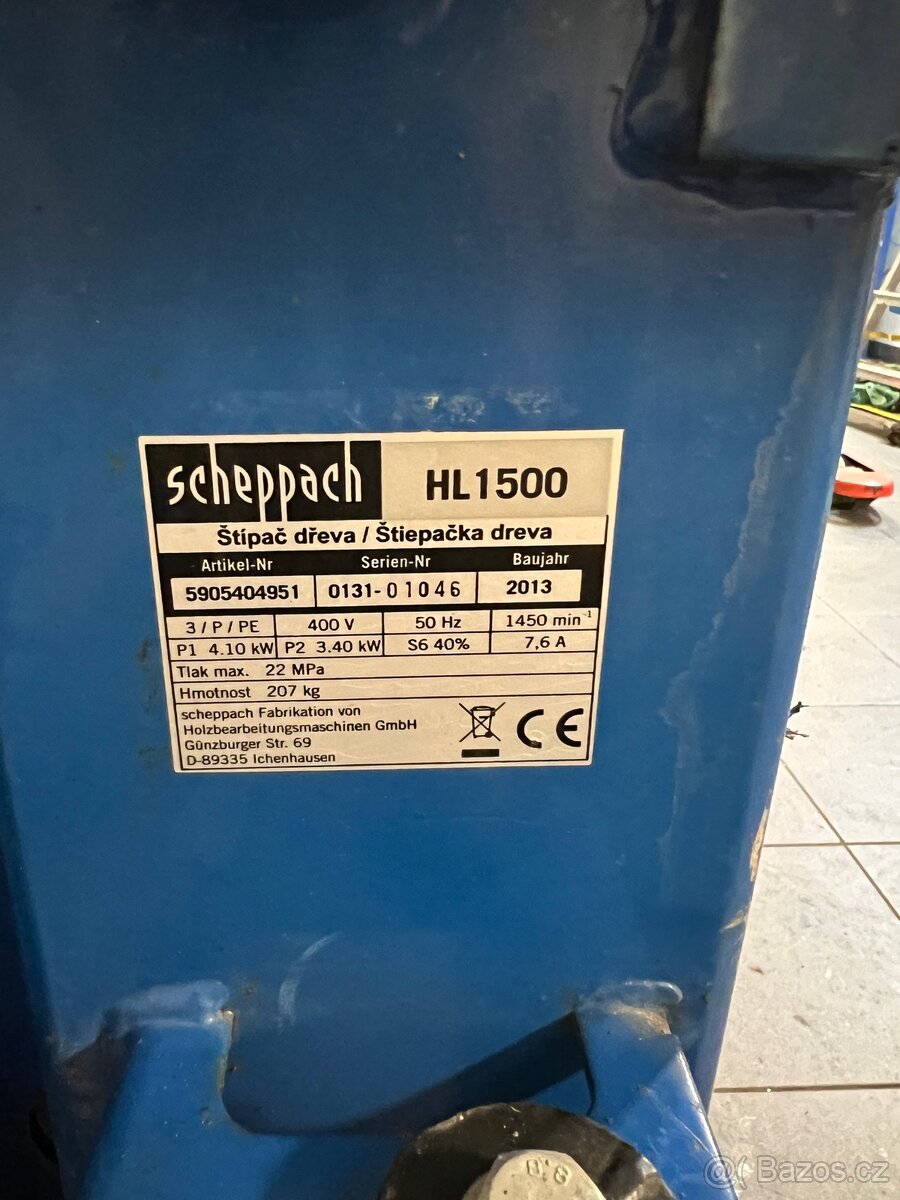 scheppach HL1500
Štípač dřeva / Štiepačka dreva
Artikel-Nr Serien-Nr Baujahr
5905404951 0131-01046 2013
3 / P / PE 400 V 50 Hz 1450 min⁻¹
P1 4.10 kW P2 3.40 kW S6 40% 7,6 A
Tlak max. 22 MPa
Hmotnost 207 kg
scheppach Fabrikation von
Holzbearbeitungsmaschinen GmbH
Günzburger Str. 69
D-89335 Ichenhausen
CE
8.8
Bazos.cz